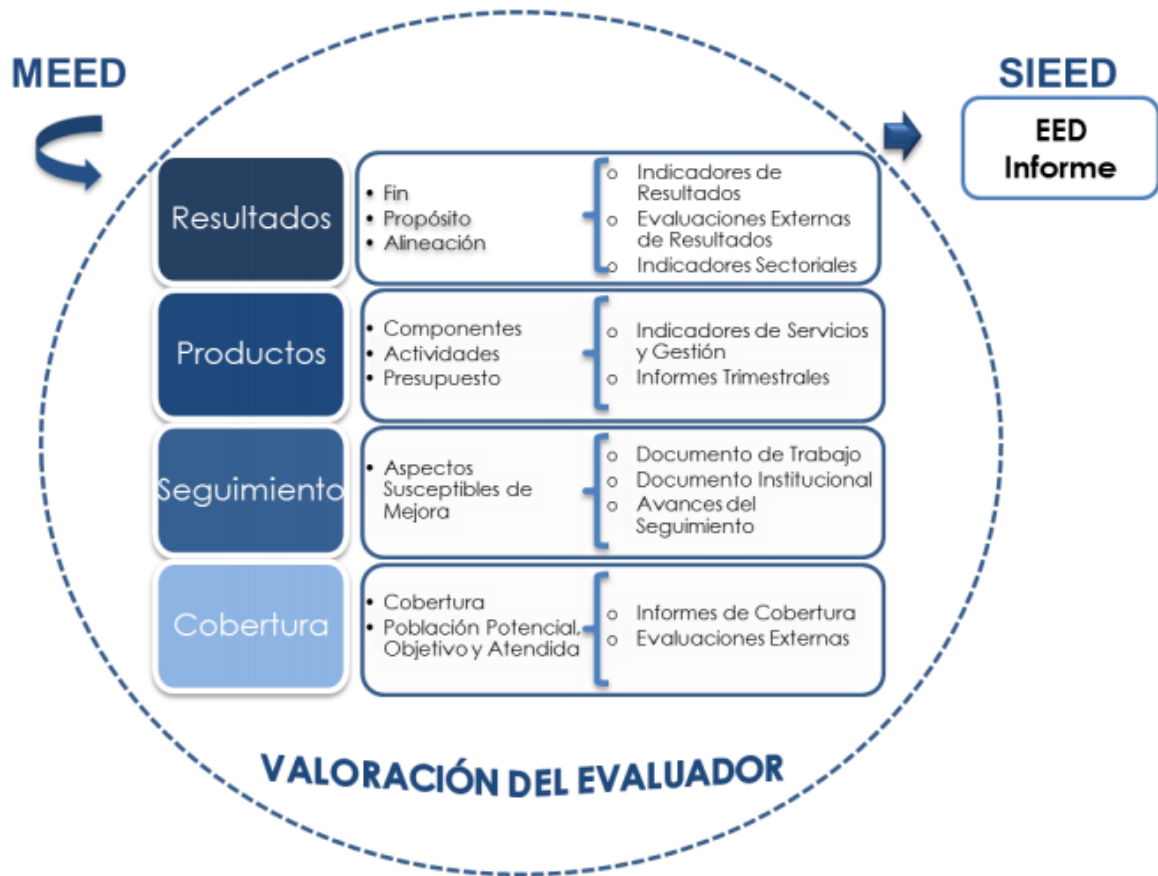 MEED
SIEED
EED
Informe
Resultados
• Fin
• Propósito
• Alineación
o Indicadores de
Resultados
o Evaluaciones Externas
de Resultados
o Indicadores Sectoriales
Productos
• Componentes
• Actividades
• Presupuesto
o Indicadores de Servicios
y Gestión
o Informes Trimestrales
Seguimiento
• Aspectos
Susceptibles de
Mejora
o Documento de Trabajo
o Documento Institucional
o Avances del
Seguimiento
Cobertura
• Cobertura
• Población Potencial,
Objetivo y Atendida
o Informes de Cobertura
o Evaluaciones Externas
VALORACIÓN DEL EVALUADOR